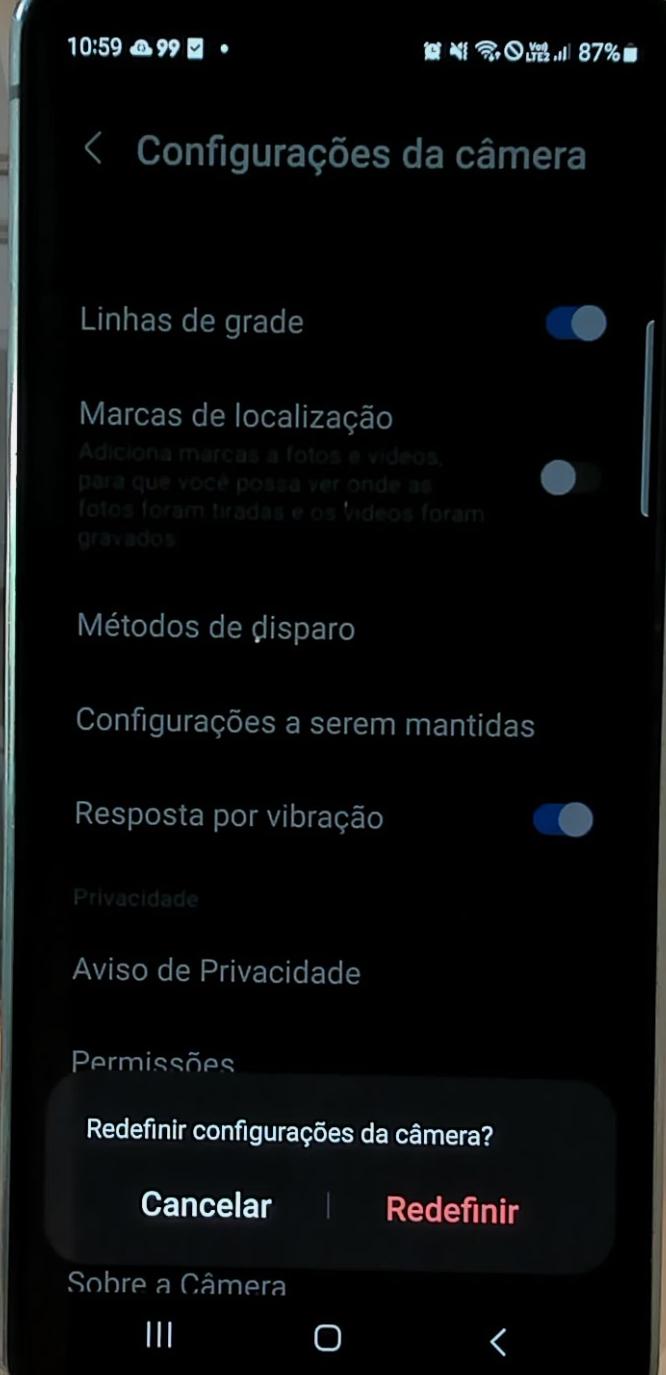 10:59 99 87%
Configurações da câmera
Linhas de grade
Marcas de localização
Adiciona marcas a fotos e vídeos,
para que você possa ver onde as
fotos foram tiradas e os vídeos foram
gravados
Métodos de disparo
Configurações a serem mantidas
Resposta por vibração
Privacidade
Aviso de Privacidade
Permissões
Redefinir configurações da câmera?
Cancelar | Redefinir
Sobre a Câmera